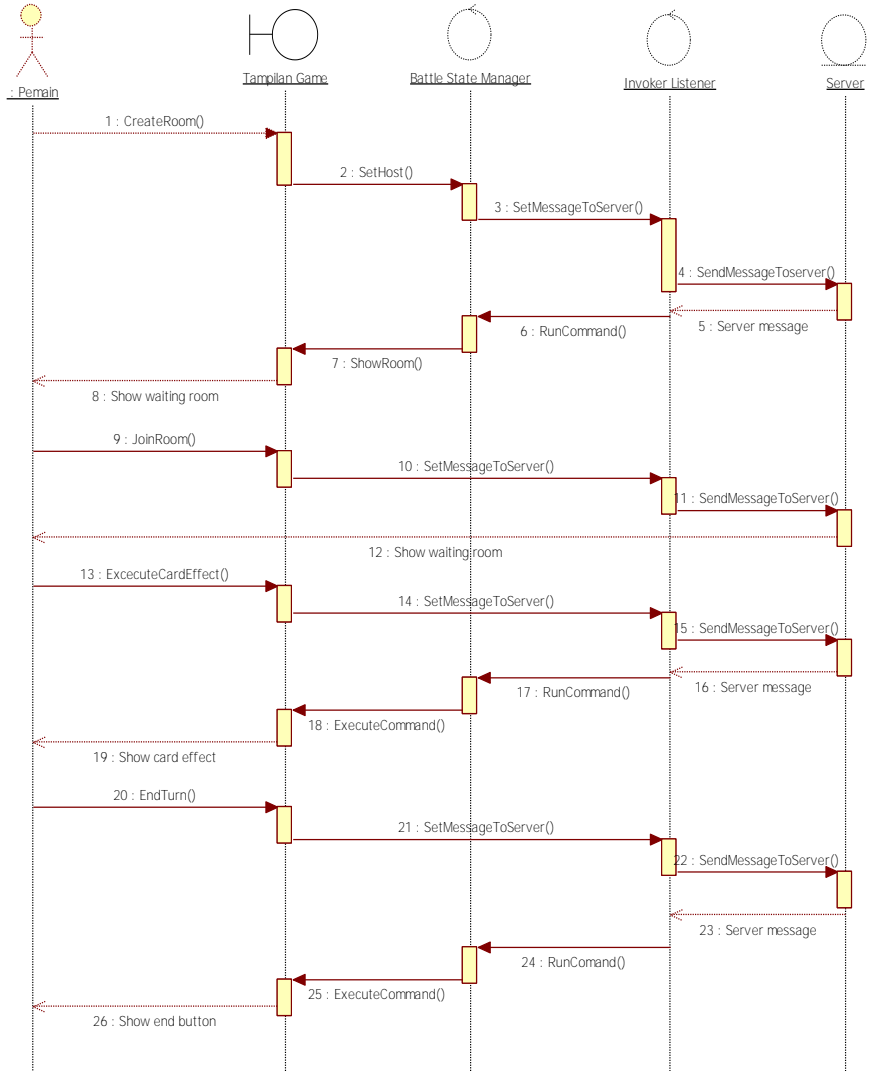 : Pemain
Tampilan Game
Battle State Manager
Invoker Listener
Server
1 : CreateRoom()
2 : SetHost()
3 : SetMessageToServer()
4 : SendMessageToserver()
5 : Server message
6 : RunCommand()
7 : ShowRoom()
8 : Show waiting room
9 : JoinRoom()
10 : SetMessageToServer()
11 : SendMessageToServer()
12 : Show waiting room
13 : ExcecuteCardEffect()
14 : SetMessageToServer()
15 : SendMessageToServer()
16 : Server message
17 : RunCommand()
18 : ExecuteCommand()
19 : Show card effect
20 : EndTurn()
21 : SetMessageToServer()
22 : SendMessageToServer()
23 : Server message
24 : RunComand()
25 : ExecuteCommand()
26 : Show end button